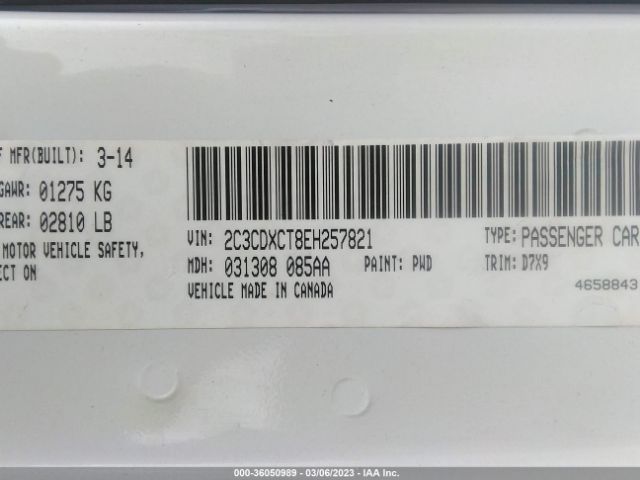 F MFR(BUILT): 3-14
GAWR: 01275 KG
REAR: 02810 LB
MOTOR VEHICLE SAFETY,
ECT ON
VIN: 2C3CDXCT8EH257821 TYPE: PASSENGER CAR
MDH: 031308 085AA PAINT: PWD TRIM: D7X9
VEHICLE MADE IN CANADA
4658843
000-36050989 - 03/06/2023 - IAA Inc.